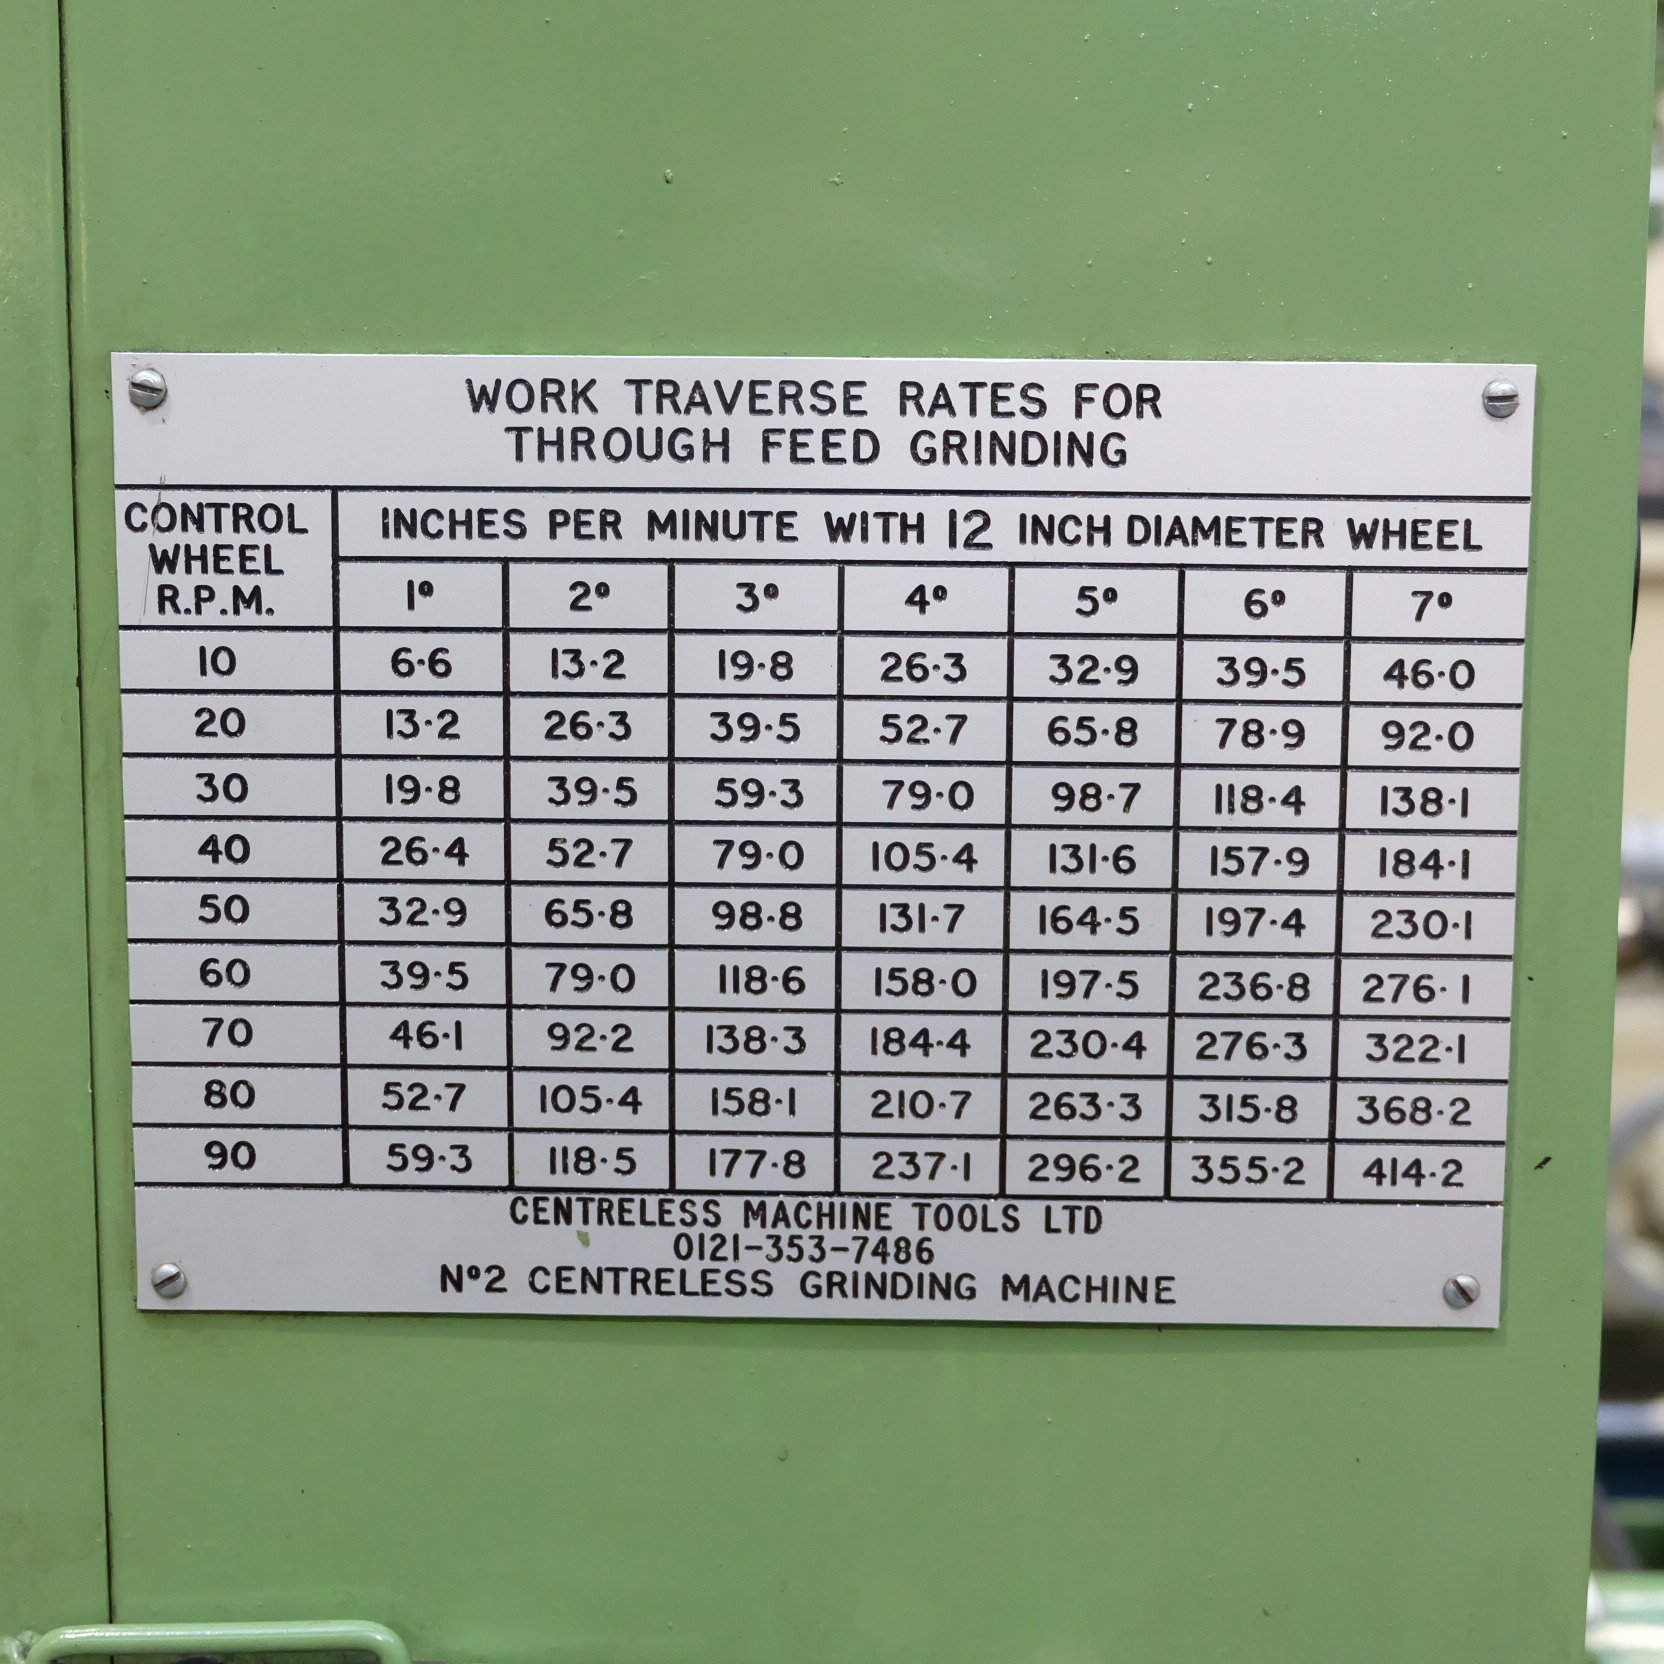 WORK TRAVERSE RATES FOR
THROUGH FEED GRINDING
CONTROL
WHEEL
R.P.M.
INCHES PER MINUTE WITH 12 INCH DIAMETER WHEEL
1º 2º 3º 4º 5º 6º 7º
10 6·6 13·2 19·8 26·3 32·9 39·5 46·0
20 13·2 26·3 39·5 52·7 65·8 78·9 92·0
30 19·8 39·5 59·3 79·0 98·7 118·4 138·1
40 26·4 52·7 79·0 105·4 131·6 157·9 184·1
50 32·9 65·8 98·8 131·7 164·5 197·4 230·1
60 39·5 79·0 118·6 158·0 197·5 236·8 276·1
70 46·1 92·2 138·3 184·4 230·4 276·3 322·1
80 52·7 105·4 158·1 210·7 263·3 315·8 368·2
90 59·3 118·5 177·8 237·1 296·2 355·2 414·2
CENTRELESS MACHINE TOOLS LTD
0121-353-7486
Nº2 CENTRELESS GRINDING MACHINE